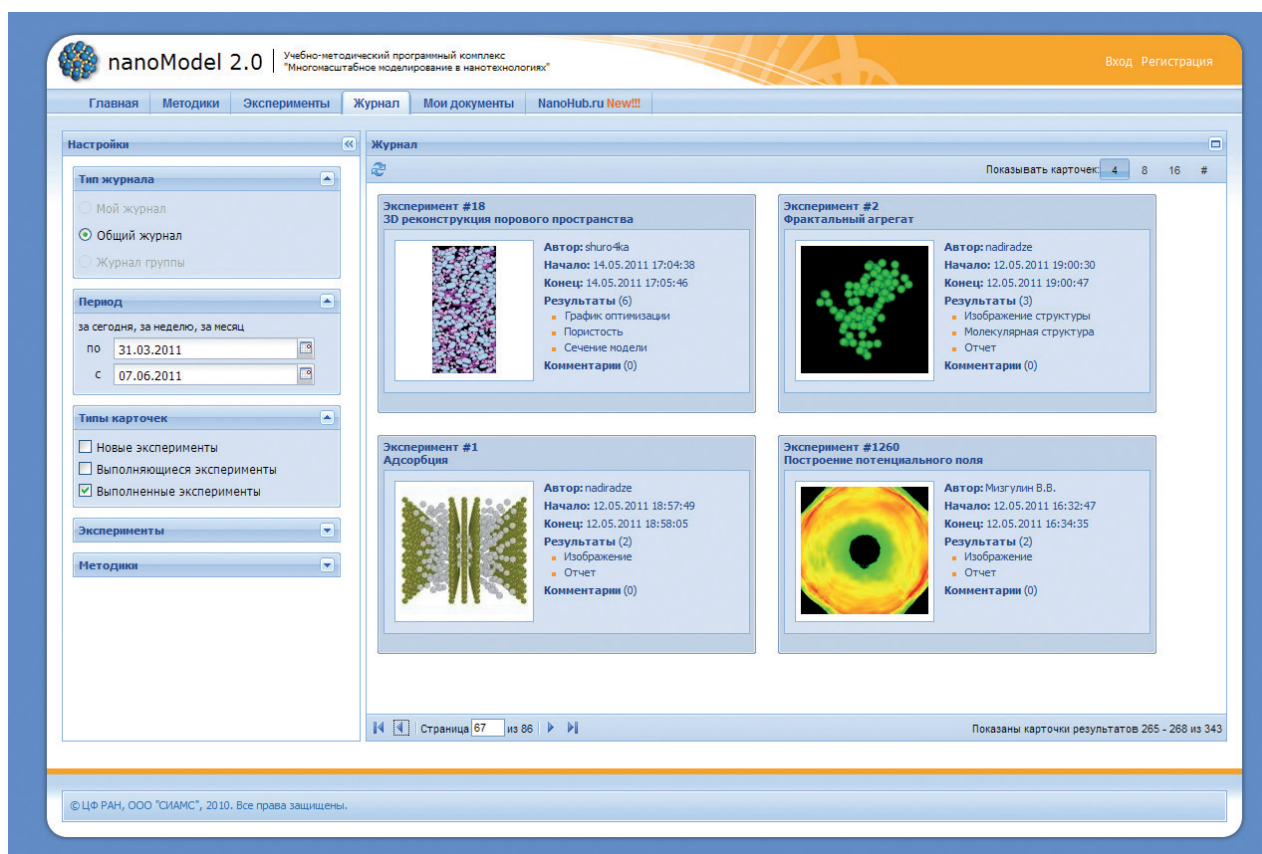 nanoModel 2.0
Учебно-методический программный комплекс
"Многомасштабное моделирование в нанотехнологиях"
Вход Регистрация
Главная Методики Эксперименты Журнал Мои документы NanoHub.ru New!!!
Настройки
Тип журнала
Мой журнал
Общий журнал
Журнал группы
Период
за сегодня, за неделю, за месяц
по 31.03.2011
с 07.06.2011
Типы карточек
Новые эксперименты
Выполняющиеся эксперименты
Выполненные эксперименты
Эксперименты
Методики
Журнал
Показывать карточек: 4 8 16 #
Эксперимент #18
3D реконструкция порового пространства
Автор: shuro4ka
Начало: 14.05.2011 17:04:38
Конец: 14.05.2011 17:05:46
Результаты (6)
График оптимизации
Пористость
Сечение модели
Комментарии (0)
Эксперимент #2
Фрактальный агрегат
Автор: nadiradze
Начало: 12.05.2011 19:00:30
Конец: 12.05.2011 19:00:47
Результаты (3)
Изображение структуры
Молекулярная структура
Отчет
Комментарии (0)
Эксперимент #1
Адсорбция
Автор: nadiradze
Начало: 12.05.2011 18:57:49
Конец: 12.05.2011 18:58:05
Результаты (2)
Изображение
Отчет
Комментарии (0)
Эксперимент #1260
Построение потенциального поля
Автор: Мизгулин В.В.
Начало: 12.05.2011 16:32:47
Конец: 12.05.2011 16:34:35
Результаты (2)
Изображение
Отчет
Комментарии (0)
Страница 67 из 86
Показаны карточки результатов 265 - 268 из 343
© ЦФ РАН, ООО "СИАМС", 2010. Все права защищены.